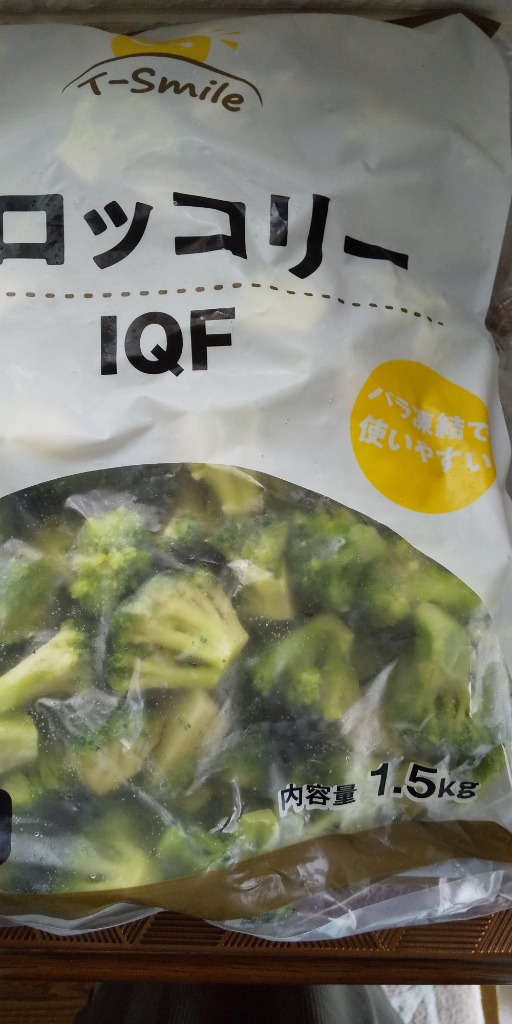 T-Smile
ロッコリー
IQF
バラ凍結で
使いやすい
内容量 1.5kg